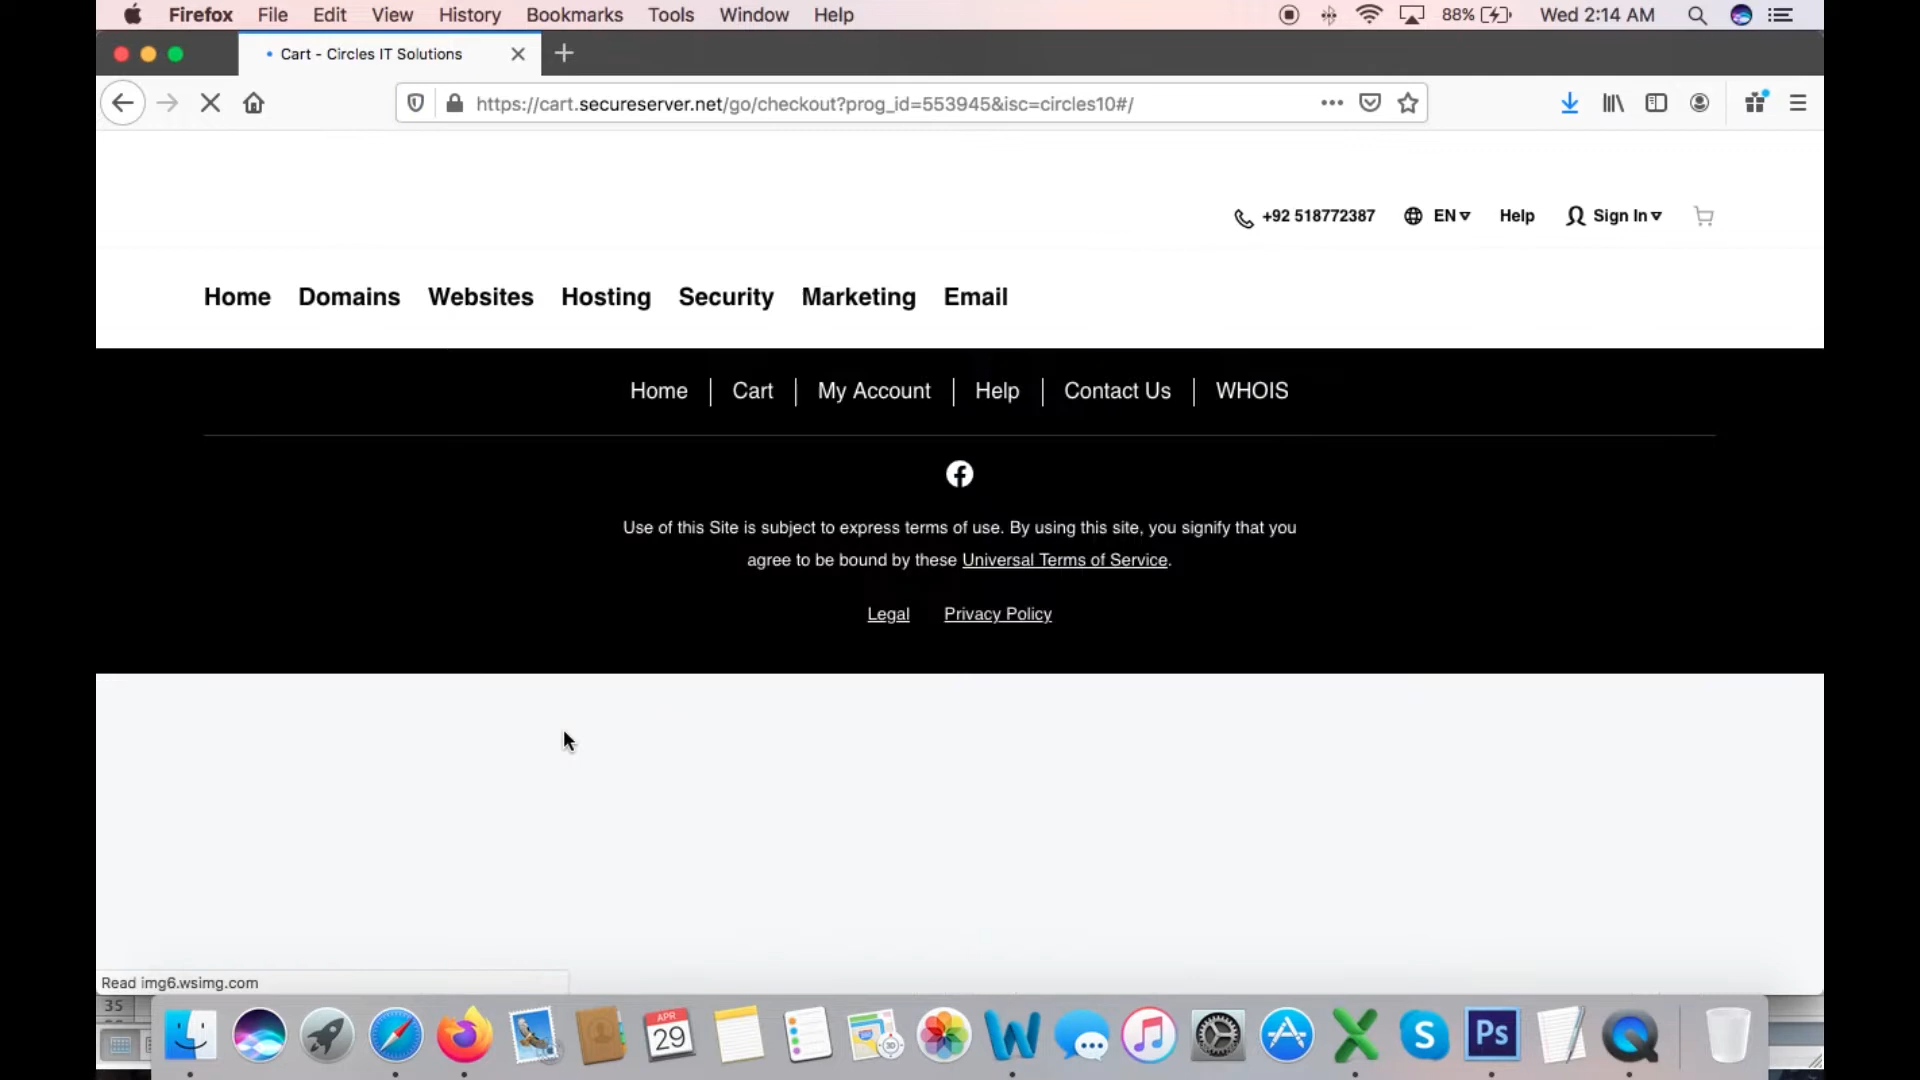 Firefox File Edit View History Bookmarks Tools Window Help 88% Wed 2:14 AM
Cart - Circles IT Solutions
https://cart.secureserver.net/go/checkout?prog_id=553945&isc=circles10#/
+92 518772387 EN Help Sign In
Home Domains Websites Hosting Security Marketing Email
Home Cart My Account Help Contact Us WHOIS
Use of this Site is subject to express terms of use. By using this site, you signify that you
agree to be bound by these Universal Terms of Service.
Legal Privacy Policy
Read img6.wsimg.com
35
APR
29
Ps